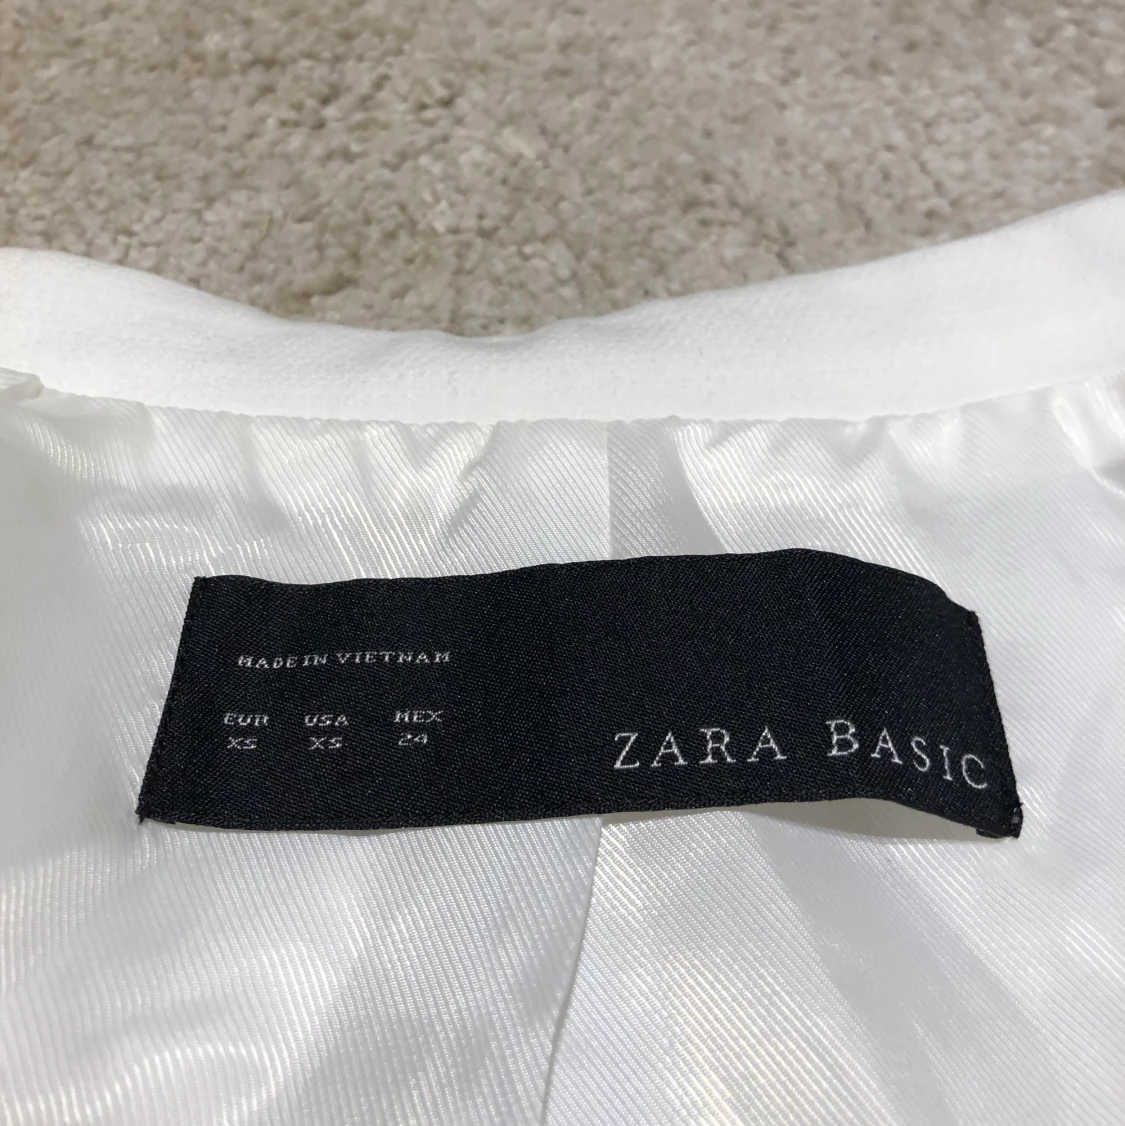 MADE IN VIETNAM
EUR USA MEX
XS XS 24
ZARA BASIC